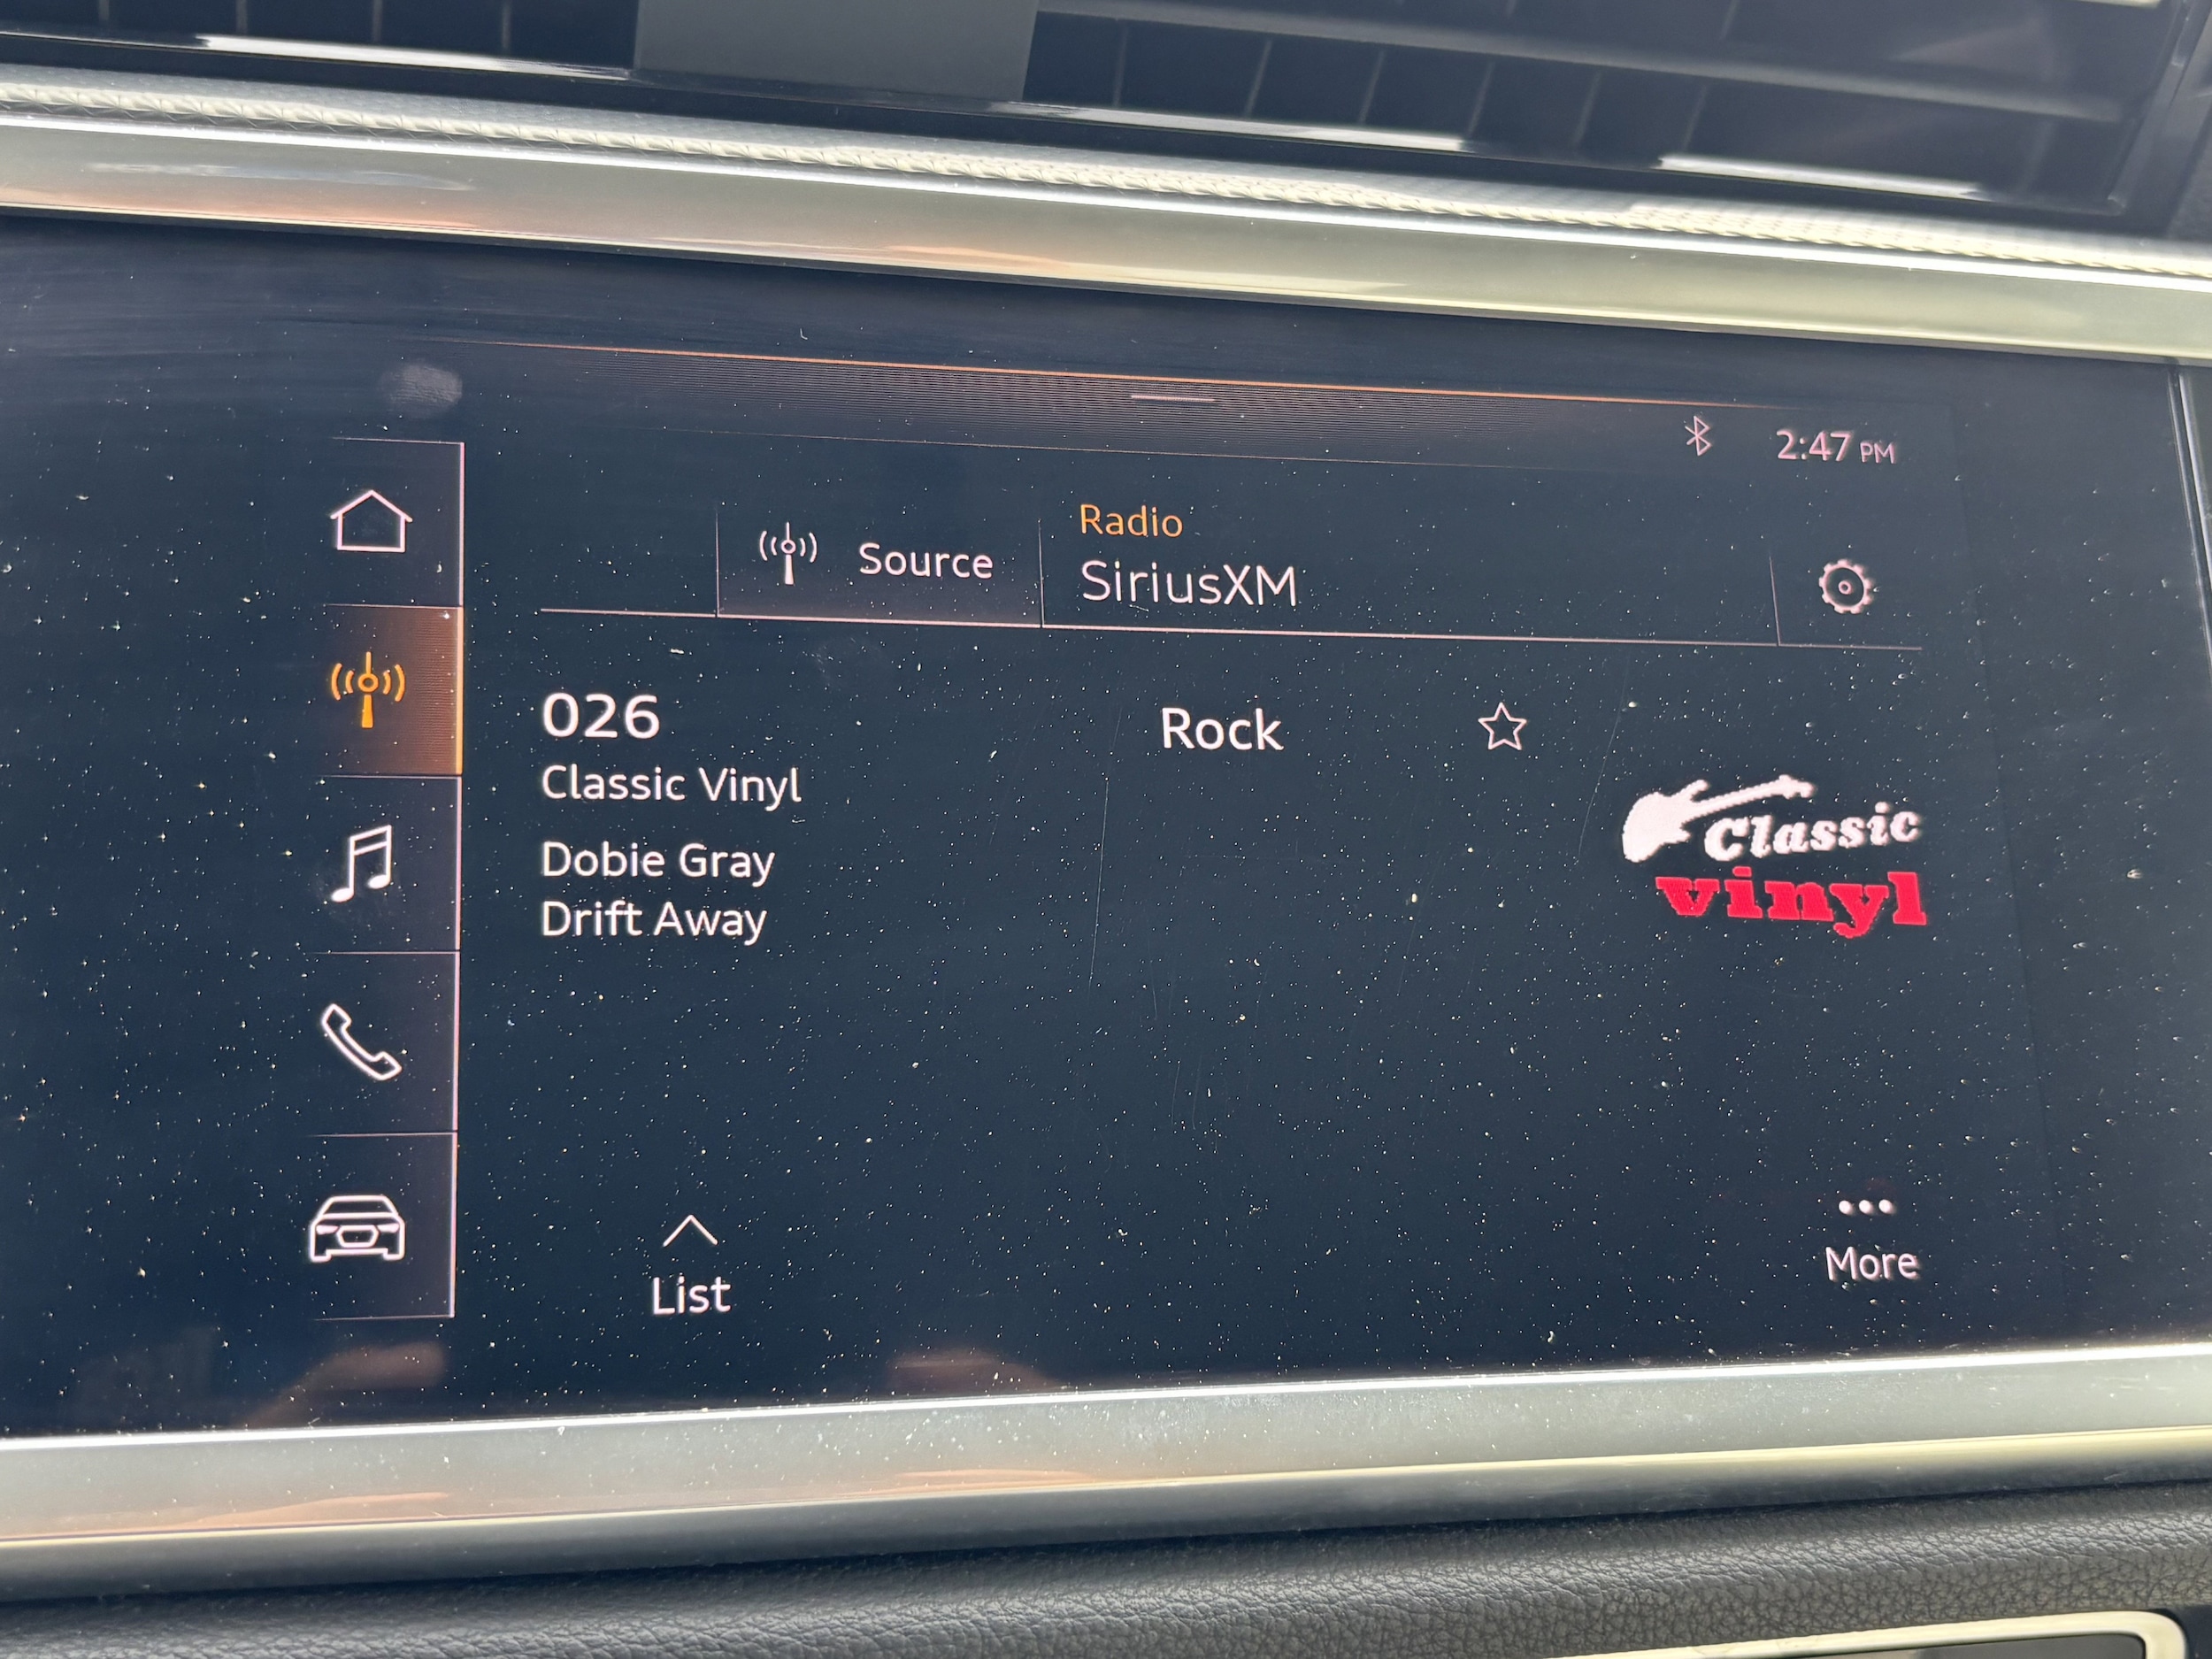 2:47 PM
Source
Radio
SiriusXM
026
Rock
Classic Vinyl
Dobie Gray
Drift Away
Classic
vinyl
List
More